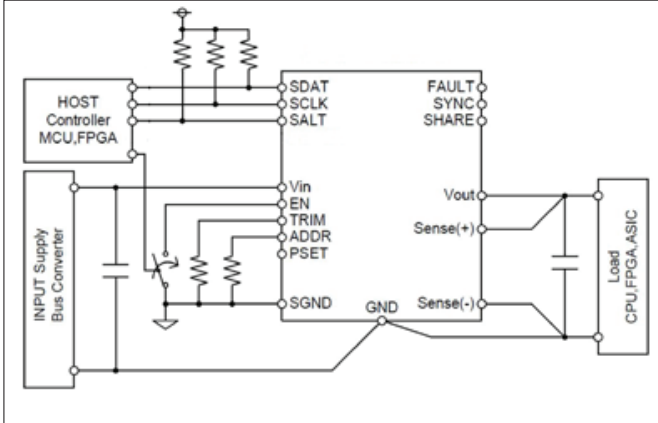 HOST
Controller
MCU,FPGA
SDAT
SCLK
SALT
FAULT
SYNC
SHARE
INPUT Supply
Bus Converter
Vin
EN
TRIM
ADDR
PSET
SGND
GND
Vout
Sense(+)
Sense(-)
Load
CPU,FPGA,ASIC